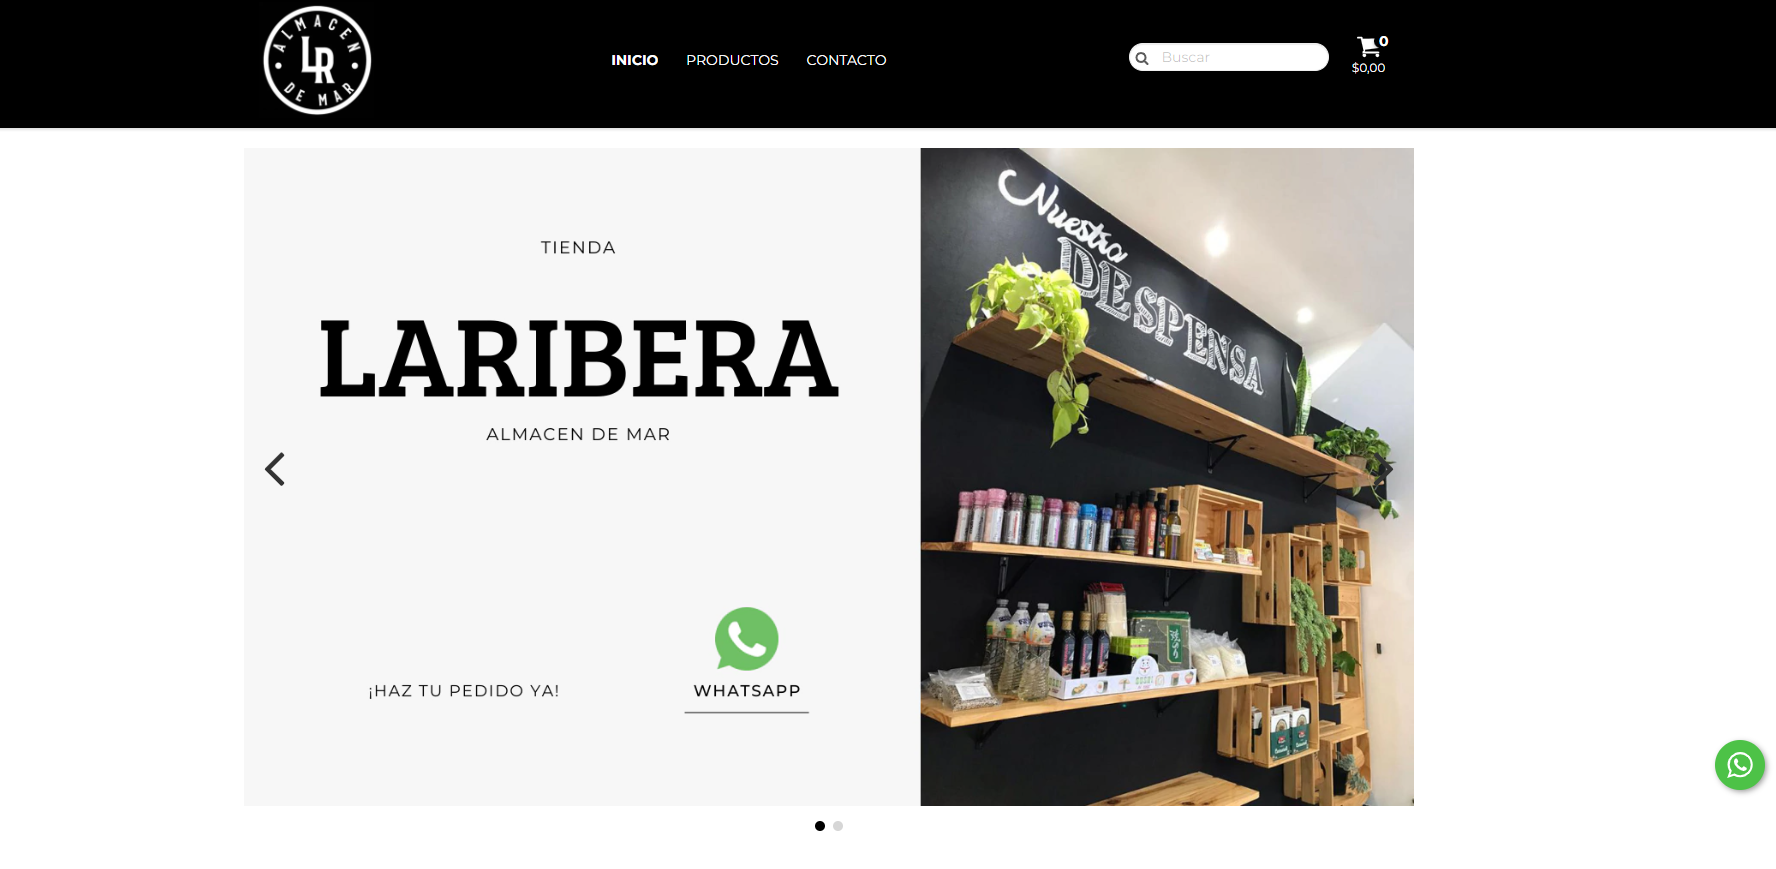 ALMACEN
LR
DE MAR
INICIO
PRODUCTOS
CONTACTO
Buscar
0
$0,00
TIENDA
LARIBERA
ALMACEN DE MAR
¡HAZ TU PEDIDO YA!
WHATSAPP
Nuestra
DESPENSA